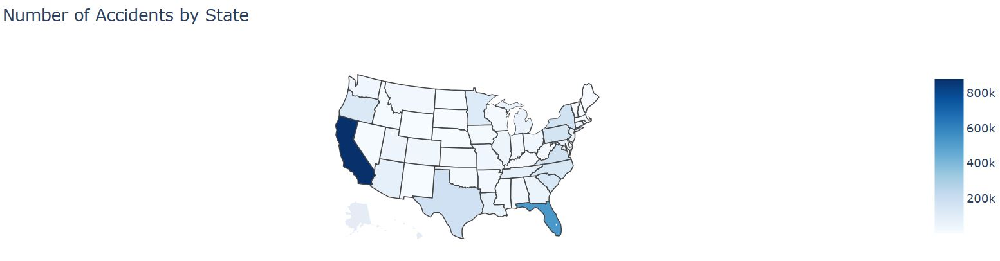 Number of Accidents by State
800k
600k
400k
200k